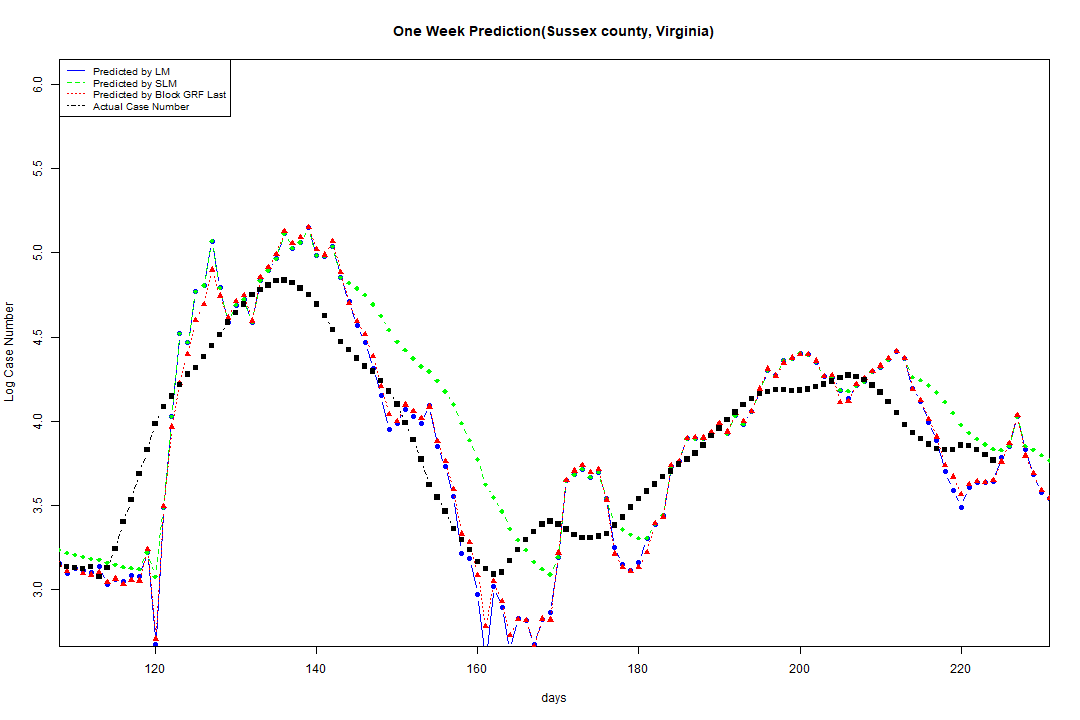 One Week Prediction(Sussex county, Virginia)
Predicted by LM
Predicted by SLM
Predicted by Block GRF Last
Actual Case Number
6.0
5.5
5.0
4.5
4.0
3.5
3.0
Log Case Number
120 140 160 180 200 220
days